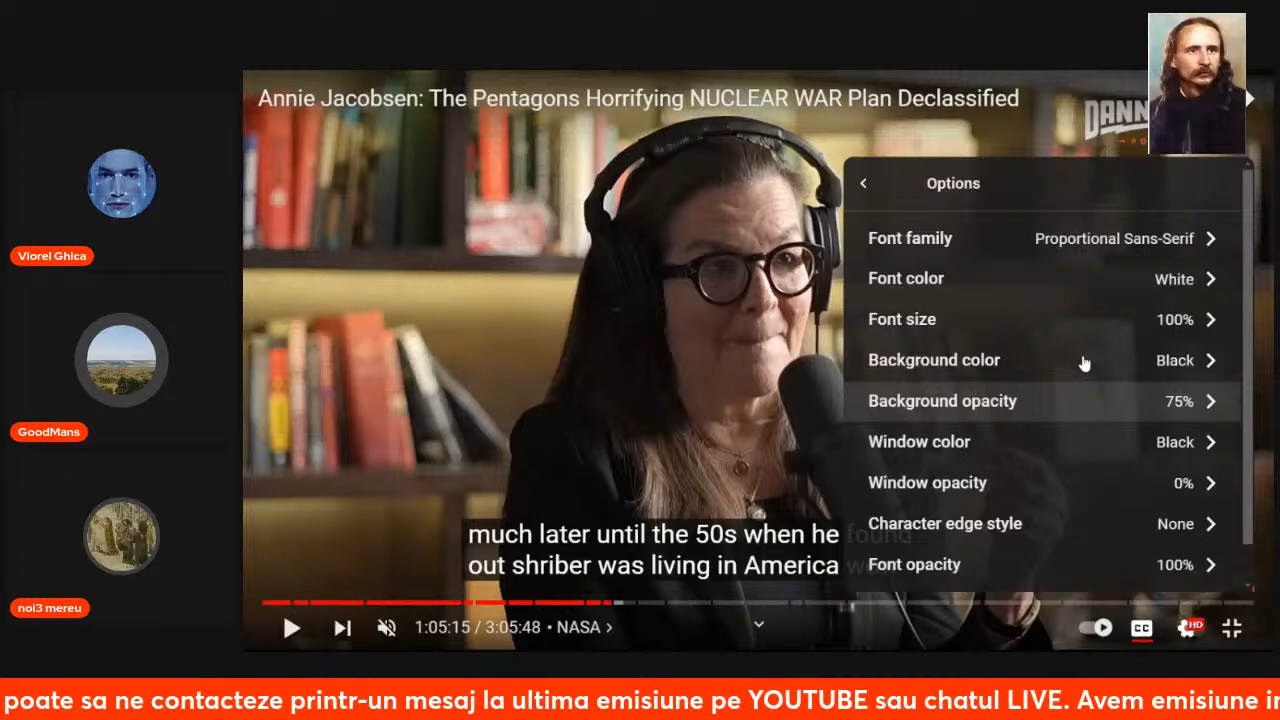 Annie Jacobsen: The Pentagons Horrifying NUCLEAR WAR Plan Declassified
DANN
PO
Options
Font family Proportional Sans-Serif
Font color White
Font size 100%
Background color Black
Background opacity 75%
Window color Black
Window opacity 0%
Character edge style None
Font opacity 100%
Viorel Ghica
GoodMans
noi3 mereu
much later until the 50s when he found
out shriber was living in America
1:05:15 / 3:05:48 • NASA
CC
HD
poate sa ne contacteze printr-un mesaj la ultima emisiune pe YOUTUBE sau chatul LIVE. Avem emisiune in